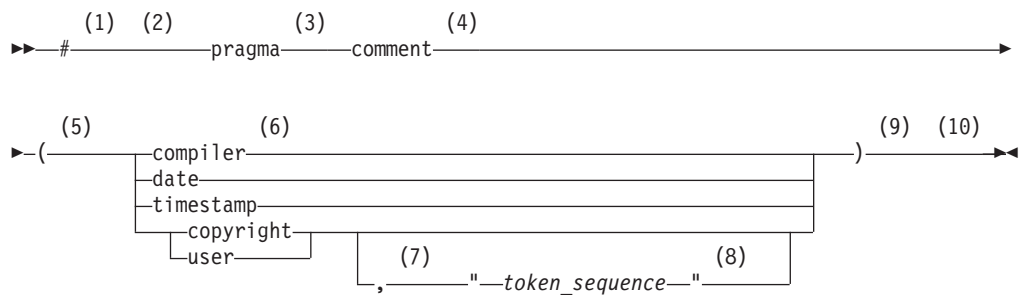 (1) (2) (3) (4)
# pragma comment
(5) (6) (9) (10)
( compiler )
date
timestamp
copyright
user (7) (8)
, " token_sequence "